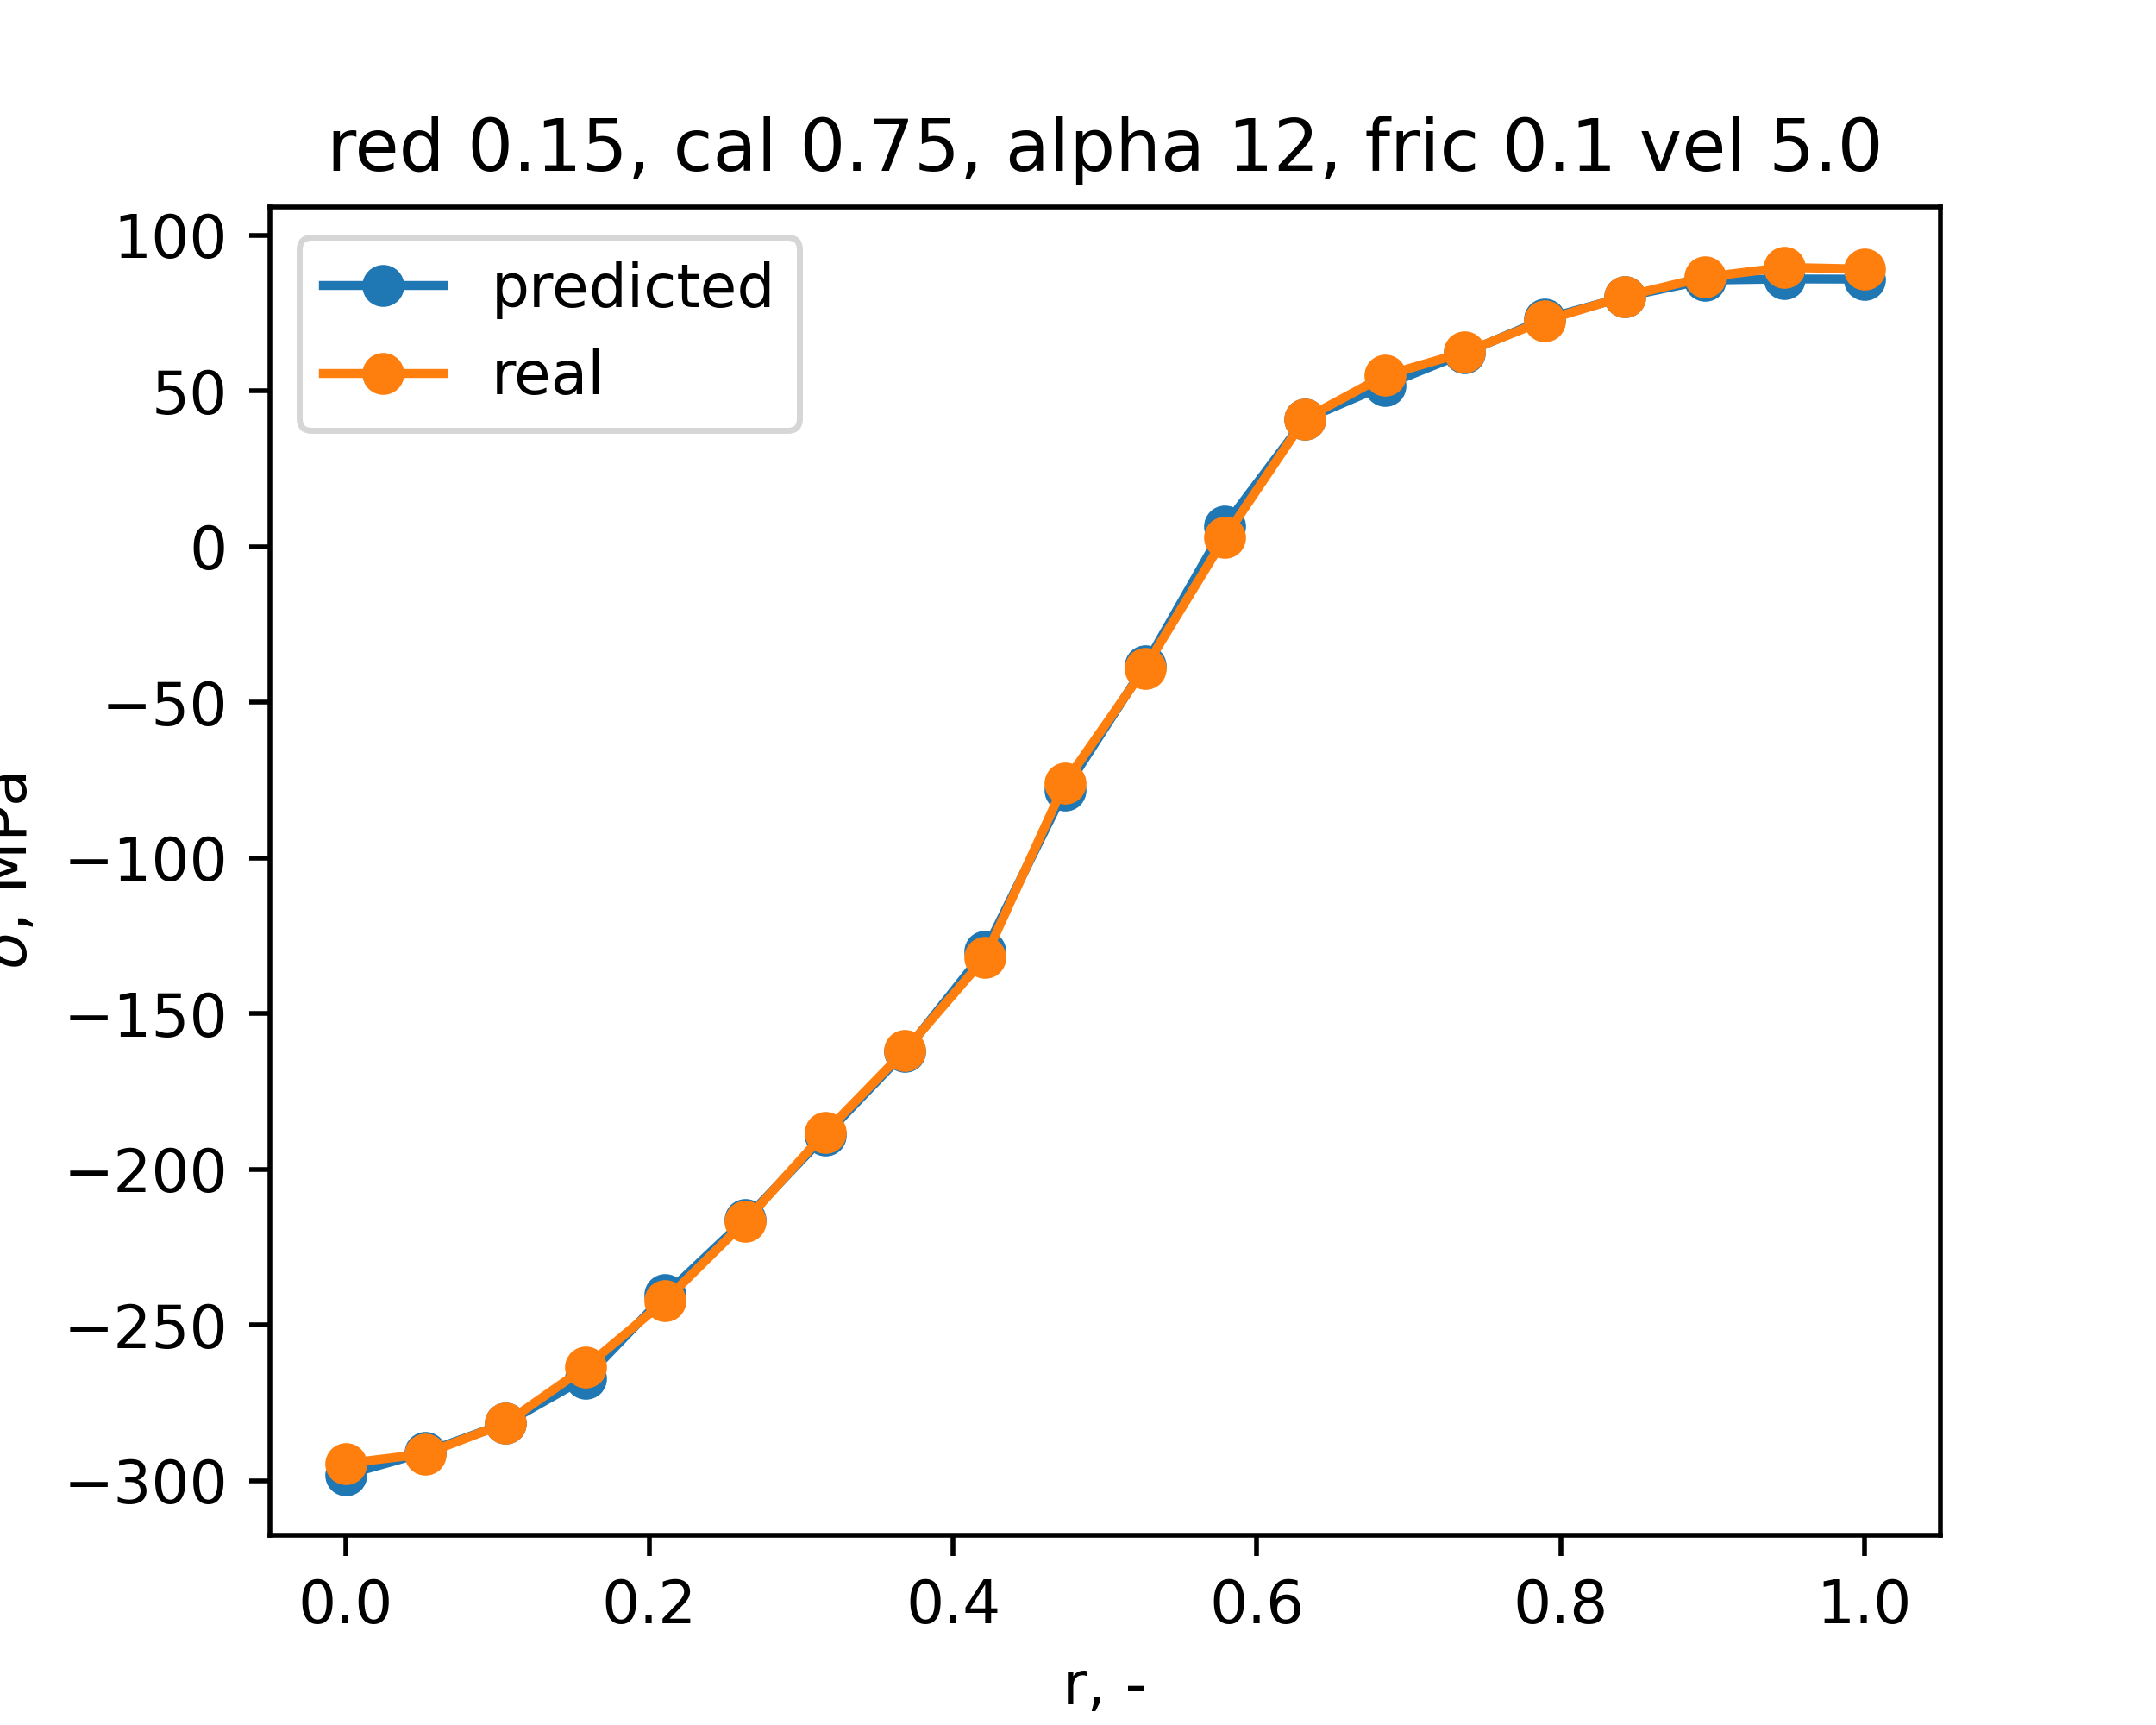 red 0.15, cal 0.75, alpha 12, fric 0.1 vel 5.0
predicted
real
100
50
0
−50
−100
−150
−200
−250
−300
, MPa
0.0 0.2 0.4 0.6 0.8 1.0
r, -